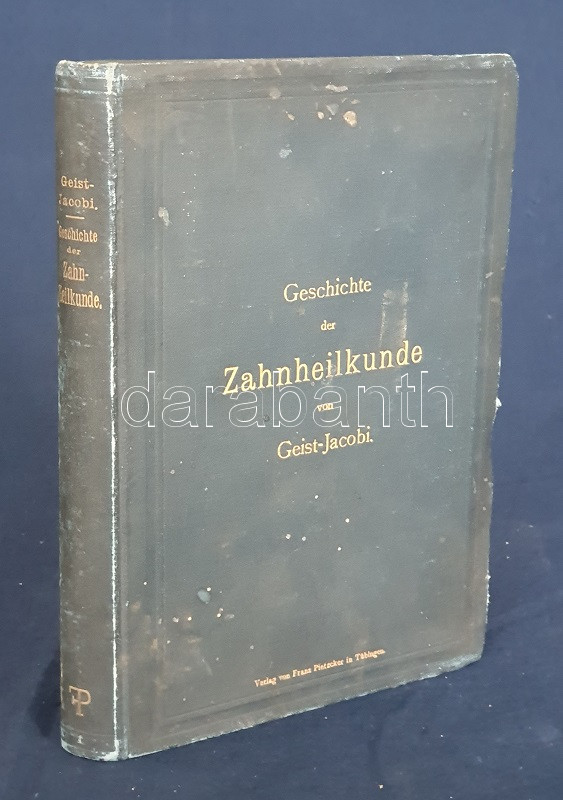 Geist-
Jacobi.
Geschichte
der
Zahn-
heilkunde.
Geschichte
der
Zahnheilkunde
von
Geist-Jacobi.
Verlag von Franz Pietzcker in Tübingen.
darabanth